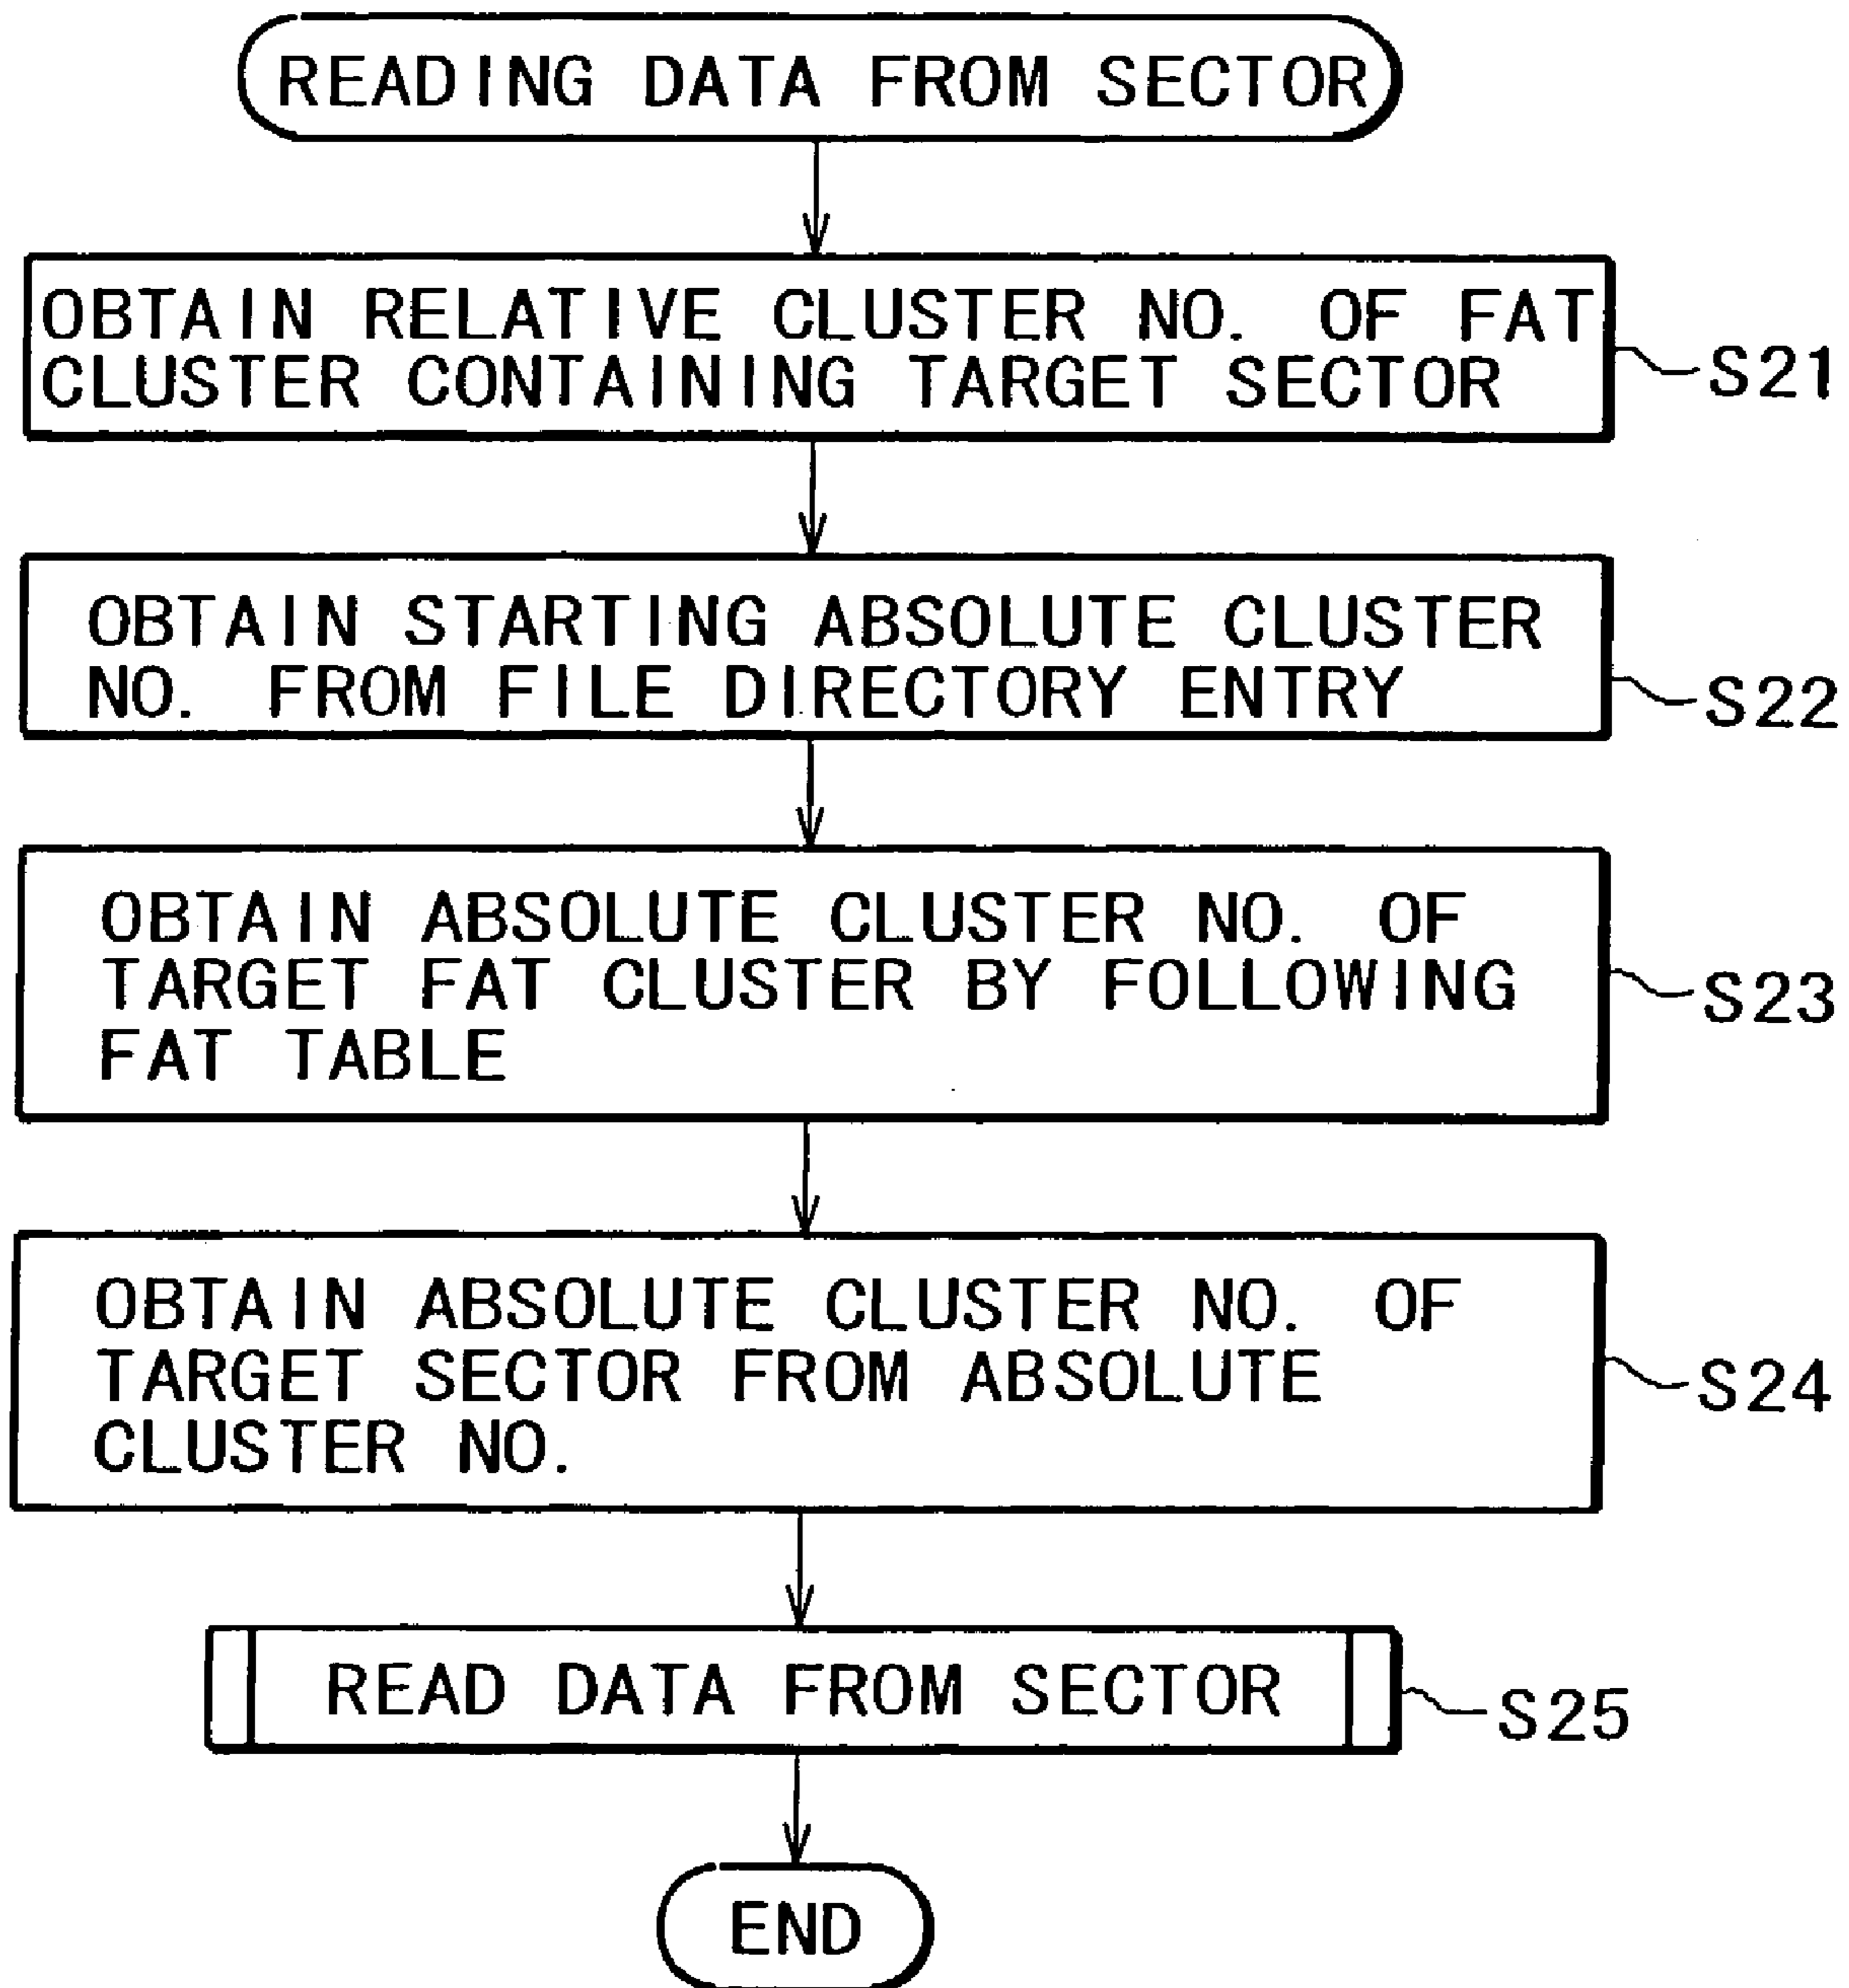 READING DATA FROM SECTOR
OBTAIN RELATIVE CLUSTER NO. OF FAT
CLUSTER CONTAINING TARGET SECTOR
S21
OBTAIN STARTING ABSOLUTE CLUSTER
NO. FROM FILE DIRECTORY ENTRY
S22
OBTAIN ABSOLUTE CLUSTER NO. OF
TARGET FAT CLUSTER BY FOLLOWING
FAT TABLE
S23
OBTAIN ABSOLUTE CLUSTER NO. OF
TARGET SECTOR FROM ABSOLUTE
CLUSTER NO.
S24
READ DATA FROM SECTOR
S25
END